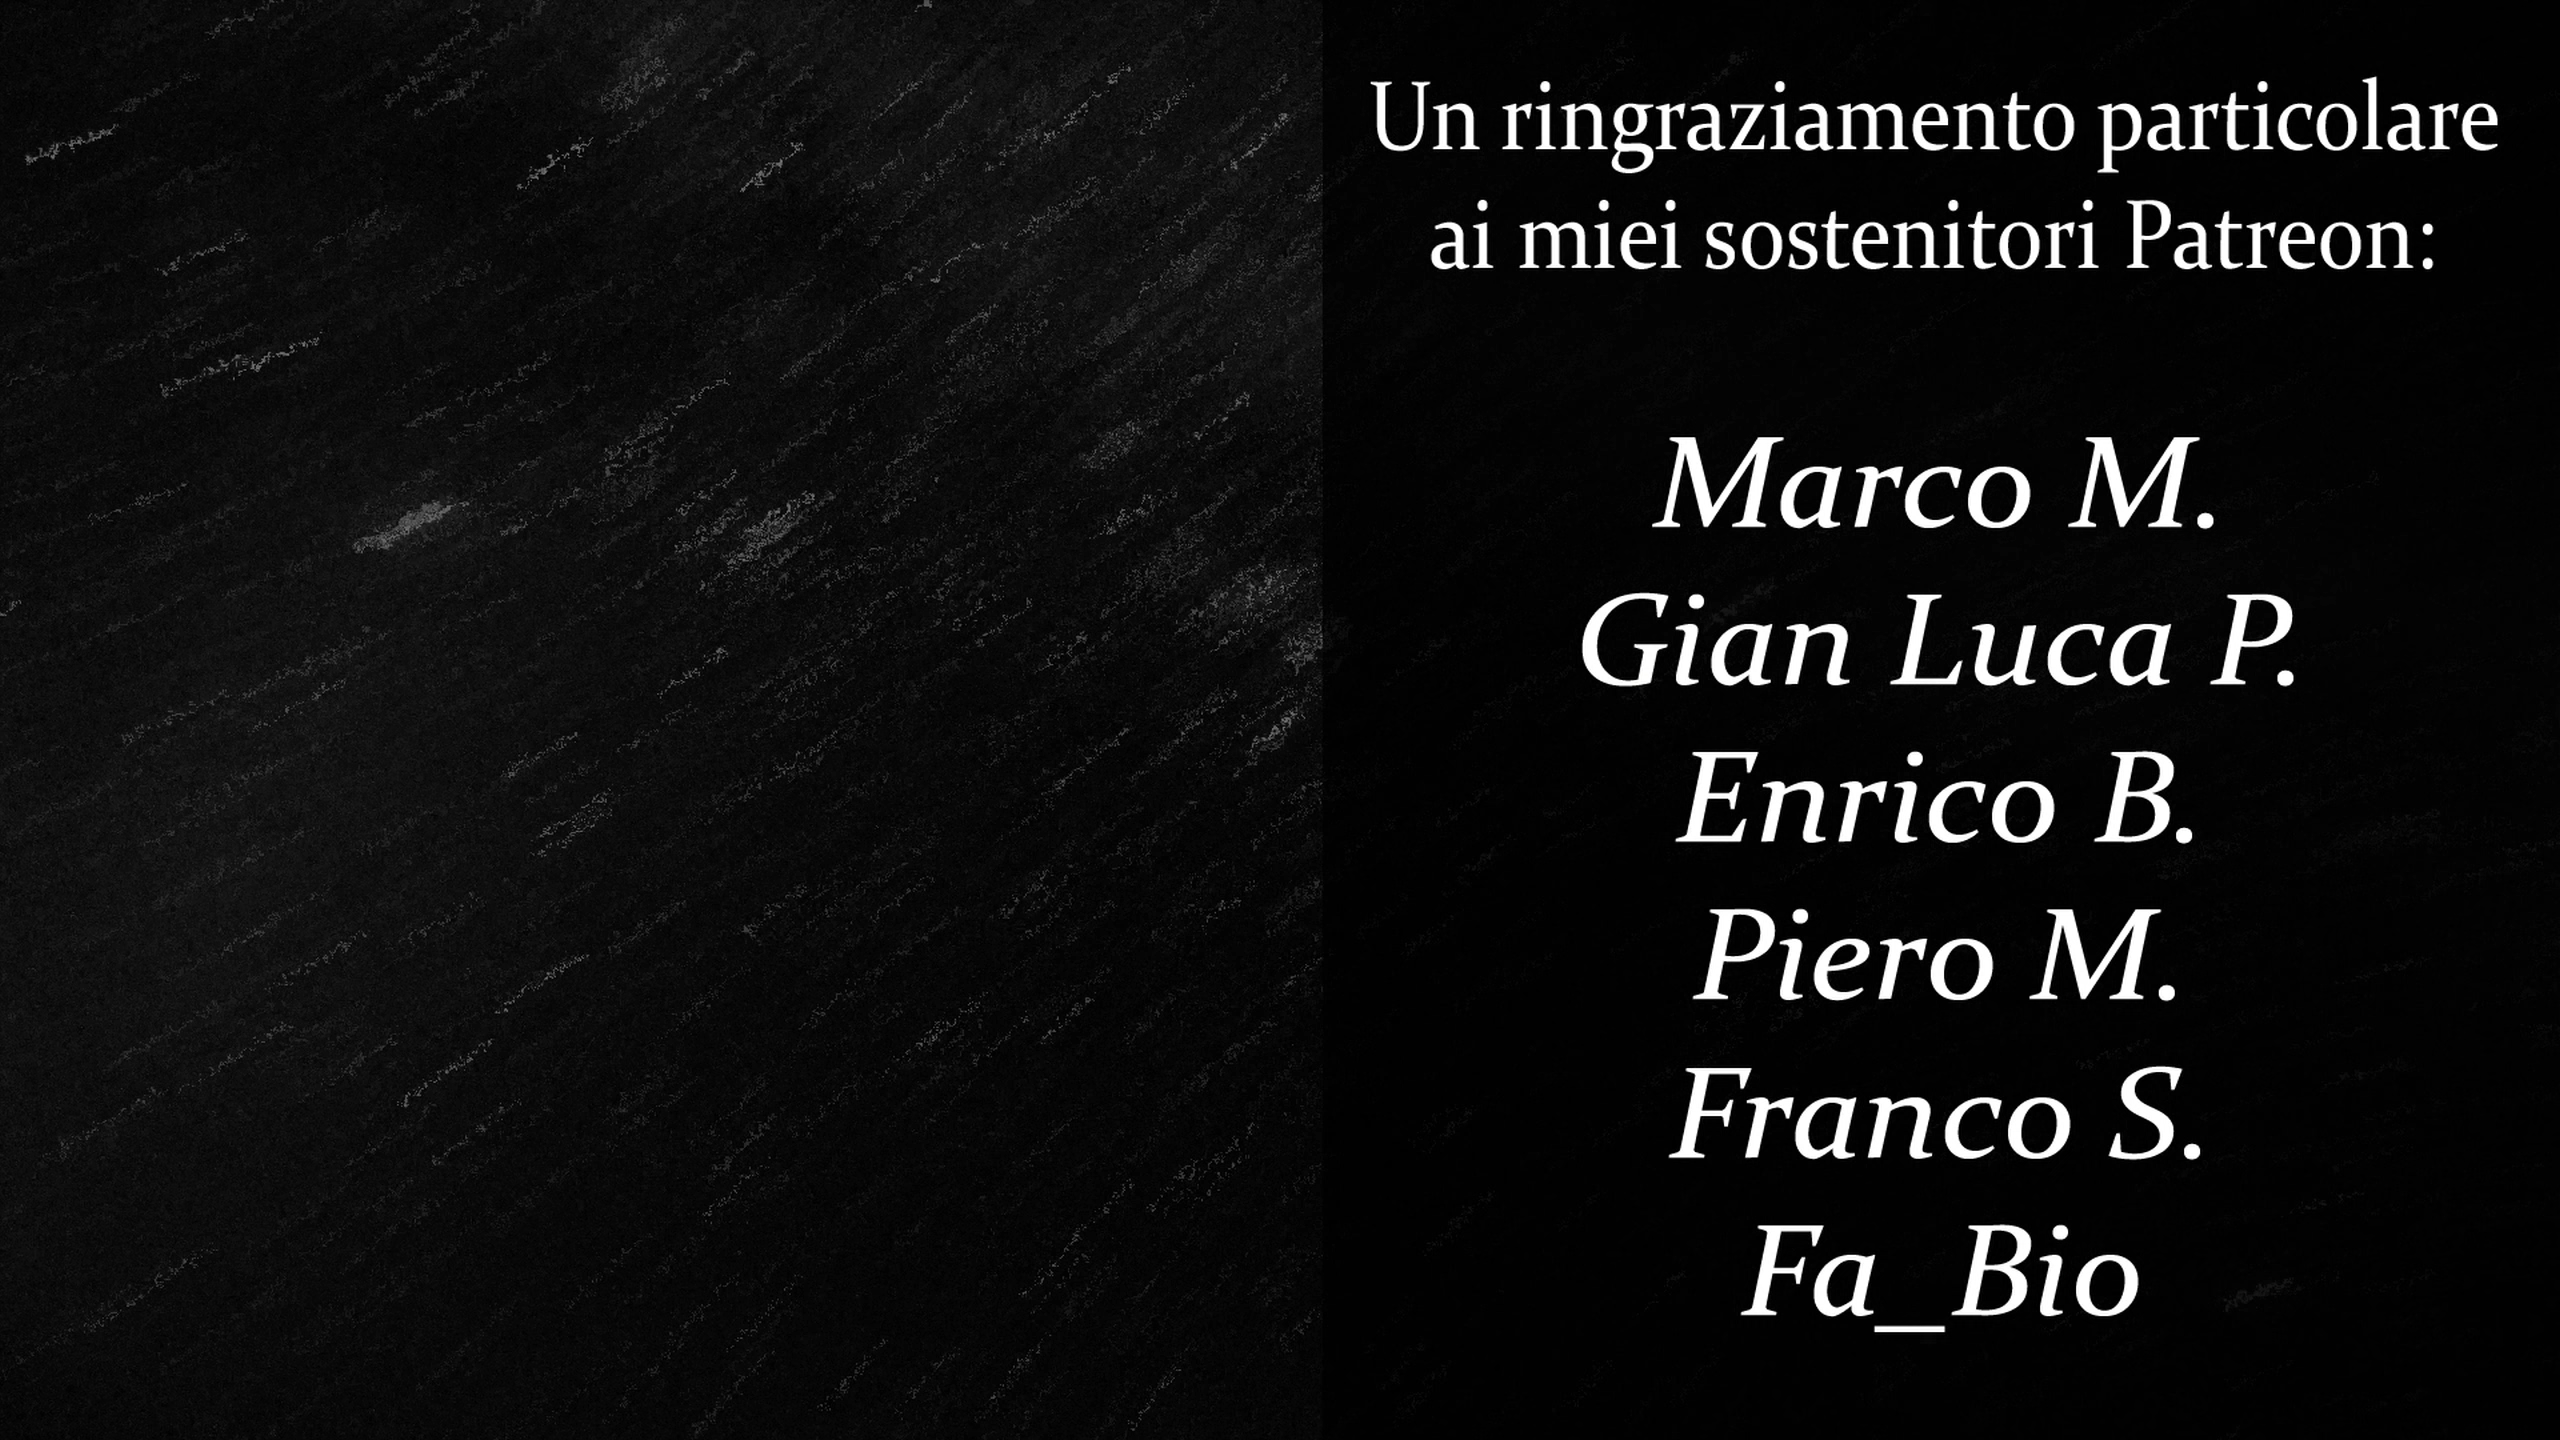 Un ringraziamento particolare
ai miei sostenitori Patreon:
Marco M.
Gian Luca P.
Enrico B.
Piero M.
Franco S.
Fa_Bio